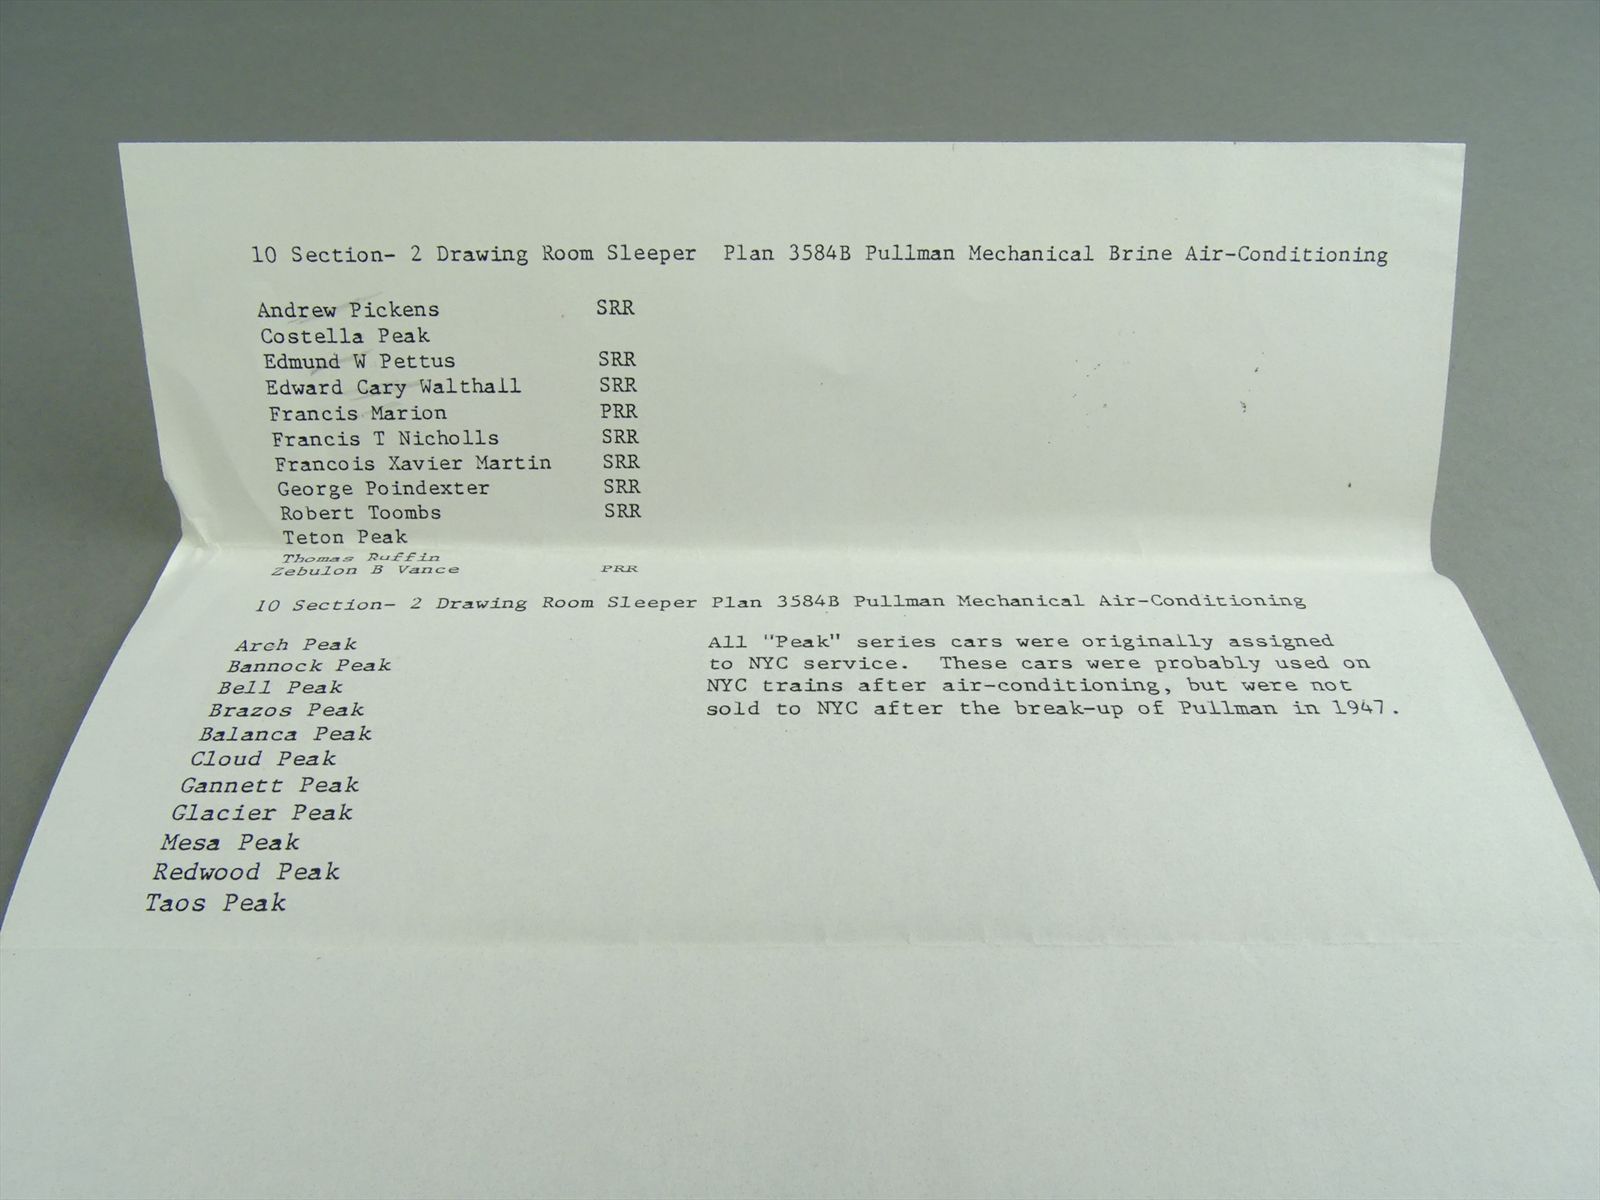 10 Section- 2 Drawing Room Sleeper Plan 3584B Pullman Mechanical Brine Air-Conditioning
Andrew Pickens SRR
Costella Peak
Edmund W Pettus SRR
Edward Cary Walthall SRR
Francis Marion PRR
Francis T Nicholls SRR
Francois Xavier Martin SRR
George Poindexter SRR
Robert Toombs SRR
Teton Peak
Thomas Ruffin
Zebulon B Vance PRR
10 Section- 2 Drawing Room Sleeper Plan 3584B Pullman Mechanical Air-Conditioning
Arch Peak
Bannock Peak
Bell Peak
Brazos Peak
Balanca Peak
Cloud Peak
Gannett Peak
Glacier Peak
Mesa Peak
Redwood Peak
Taos Peak
All "Peak" series cars were originally assigned
to NYC service. These cars were probably used on
NYC trains after air-conditioning, but were not
sold to NYC after the break-up of Pullman in 1947.